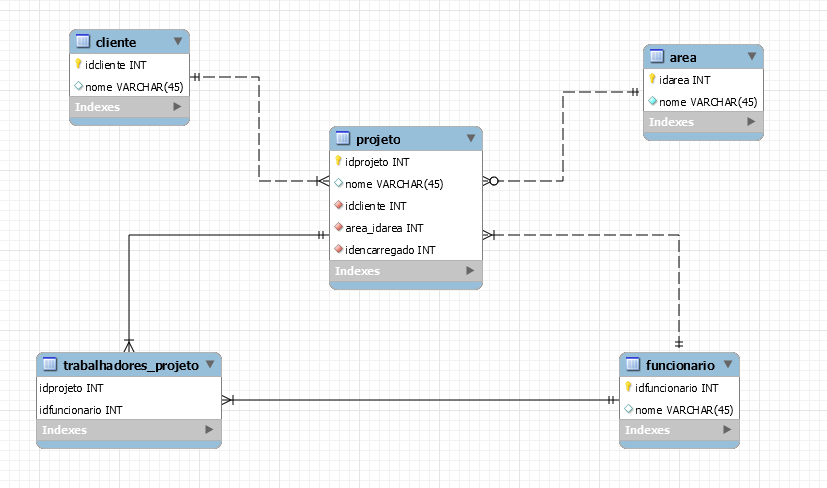 cliente
idcliente INT
nome VARCHAR(45)
Indexes
area
idarea INT
nome VARCHAR(45)
Indexes
projeto
idprojeto INT
nome VARCHAR(45)
idcliente INT
area_idarea INT
idencarregado INT
Indexes
trabalhadores_projeto
idprojeto INT
idfuncionario INT
Indexes
funcionario
idfuncionario INT
nome VARCHAR(45)
Indexes